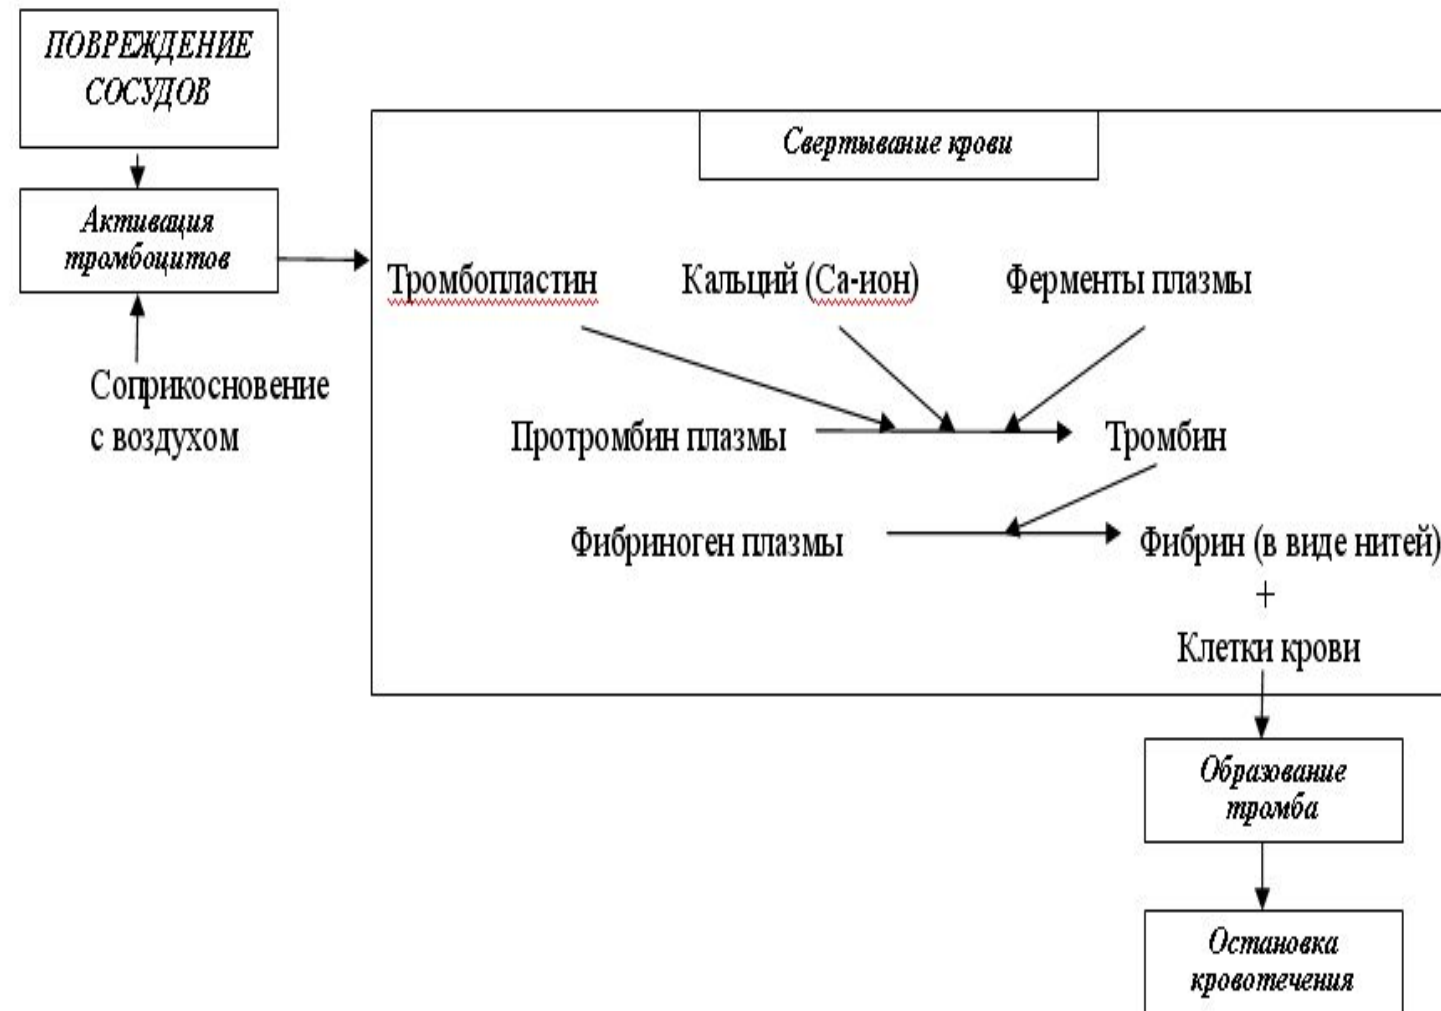 ПОВРЕЖДЕНИЕ
СОСУДОВ
Свертывание крови
Активация
тромбоцитов
Тромбопластин
Кальций (Са-ион)
Ферменты плазмы
Соприкосновение
с воздухом
Протромбин плазмы
Тромбин
Фибриноген плазмы
Фибрин (в виде нитей)
+
Клетки крови
Образование
тромба
Остановка
кровотечения